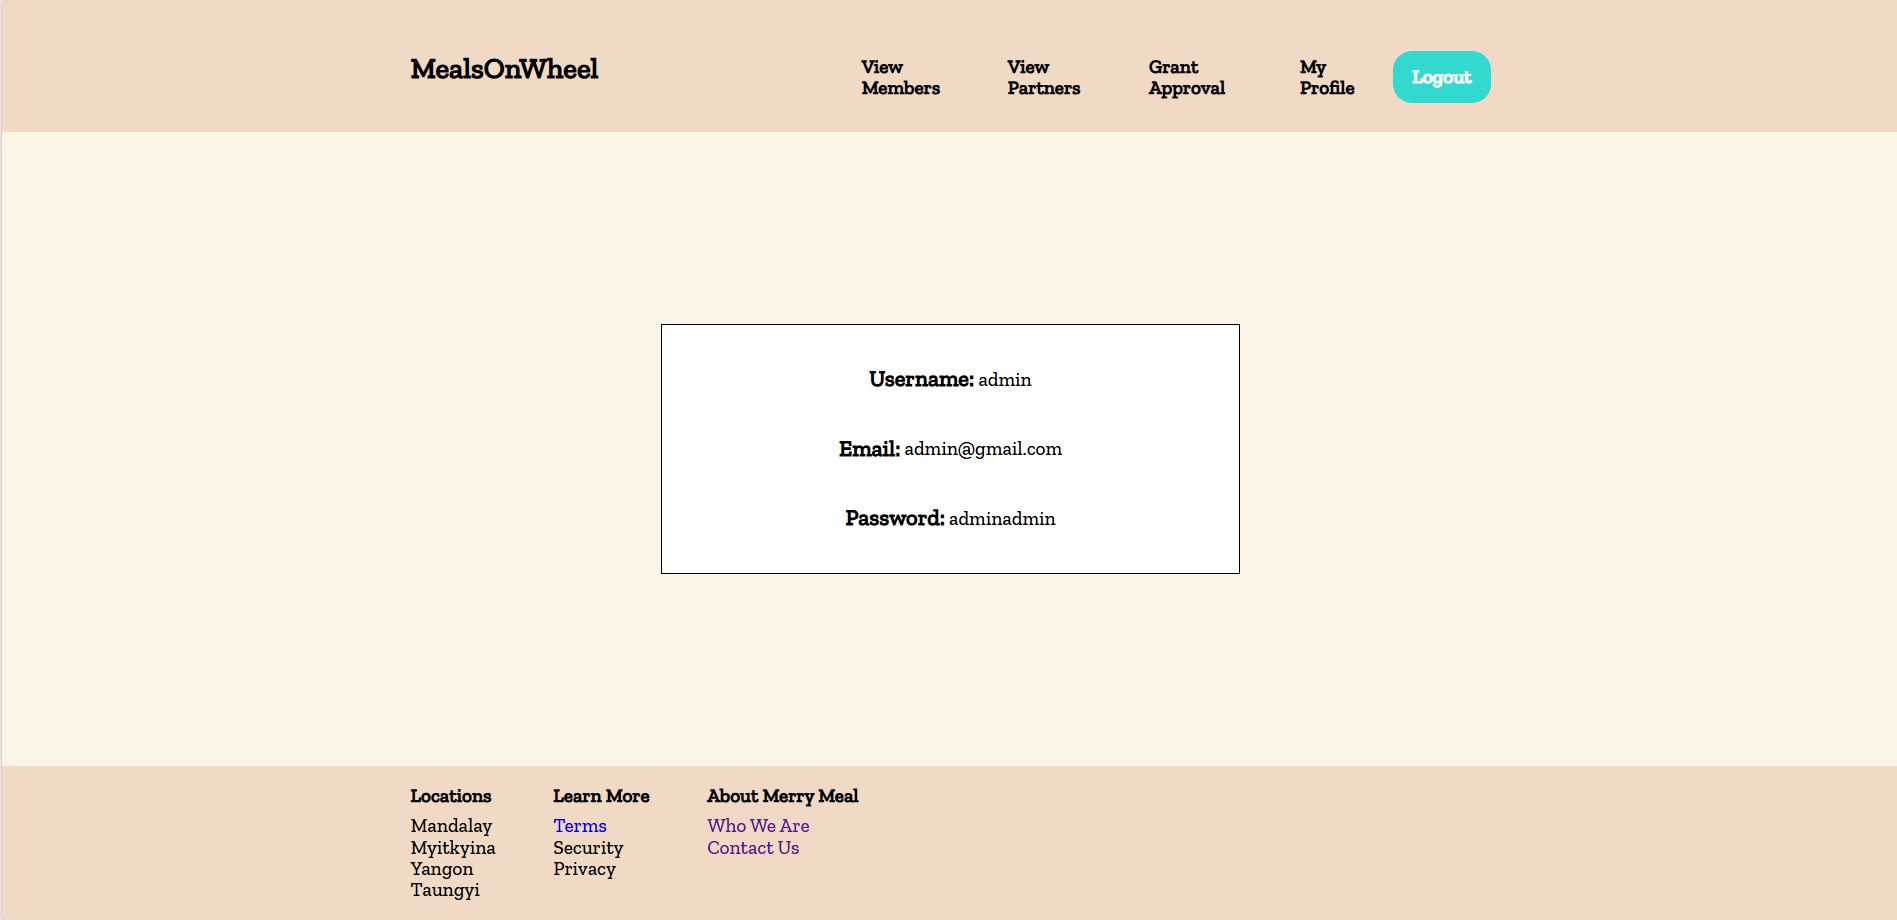 MealsOnWheel
View
Members
View
Partners
Grant
Approval
My
Profile
Logout
Username: admin
Email: admin@gmail.com
Password: adminadmin
Locations
Mandalay
Myitkyina
Yangon
Taungyi
Learn More
Terms
Security
Privacy
About Merry Meal
Who We Are
Contact Us